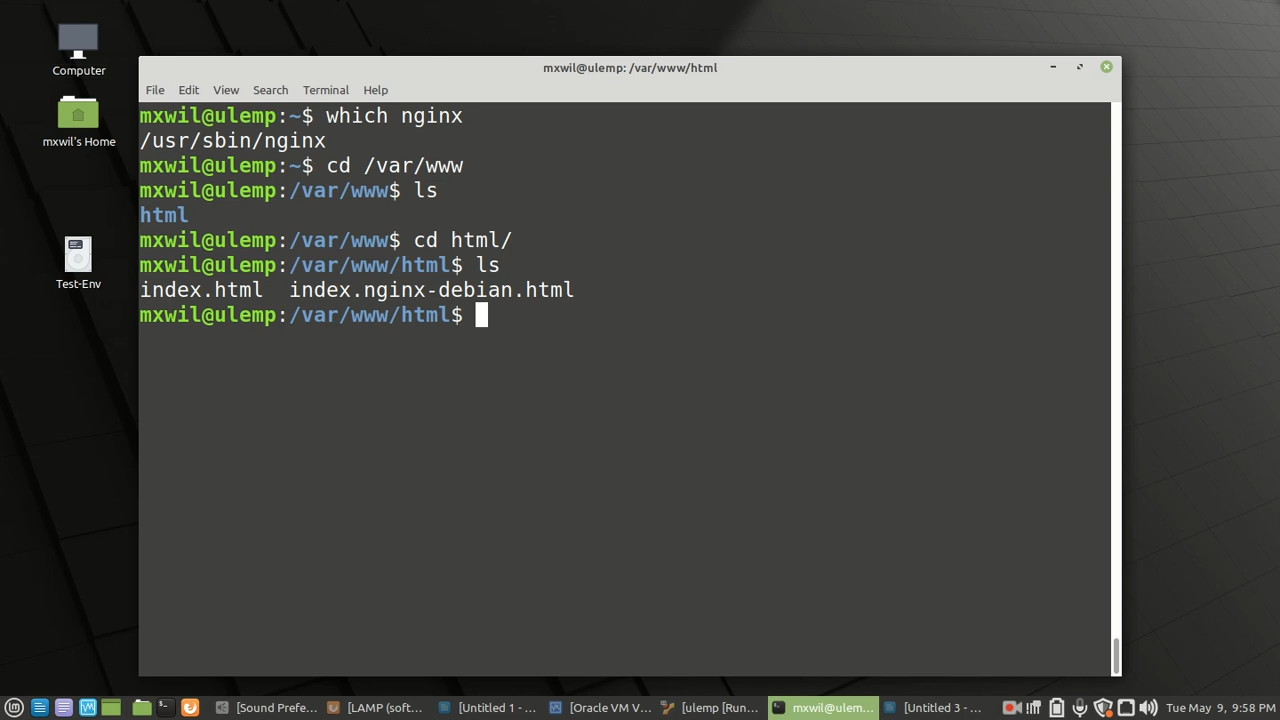 Computer
mxwil's Home
Test-Env
mxwil@ulemp: /var/www/html
File Edit View Search Terminal Help
mxwil@ulemp:~$ which nginx
/usr/sbin/nginx
mxwil@ulemp:~$ cd /var/www
mxwil@ulemp:/var/www$ ls
html
mxwil@ulemp:/var/www$ cd html/
mxwil@ulemp:/var/www/html$ ls
index.html  index.nginx-debian.html
mxwil@ulemp:/var/www/html$
[Sound Prefe... [LAMP (soft... [Untitled 1 - ... [Oracle VM V... [ulemp [Run... mxwil@ulem... [Untitled 3 - ... Tue May 9, 9:58 PM